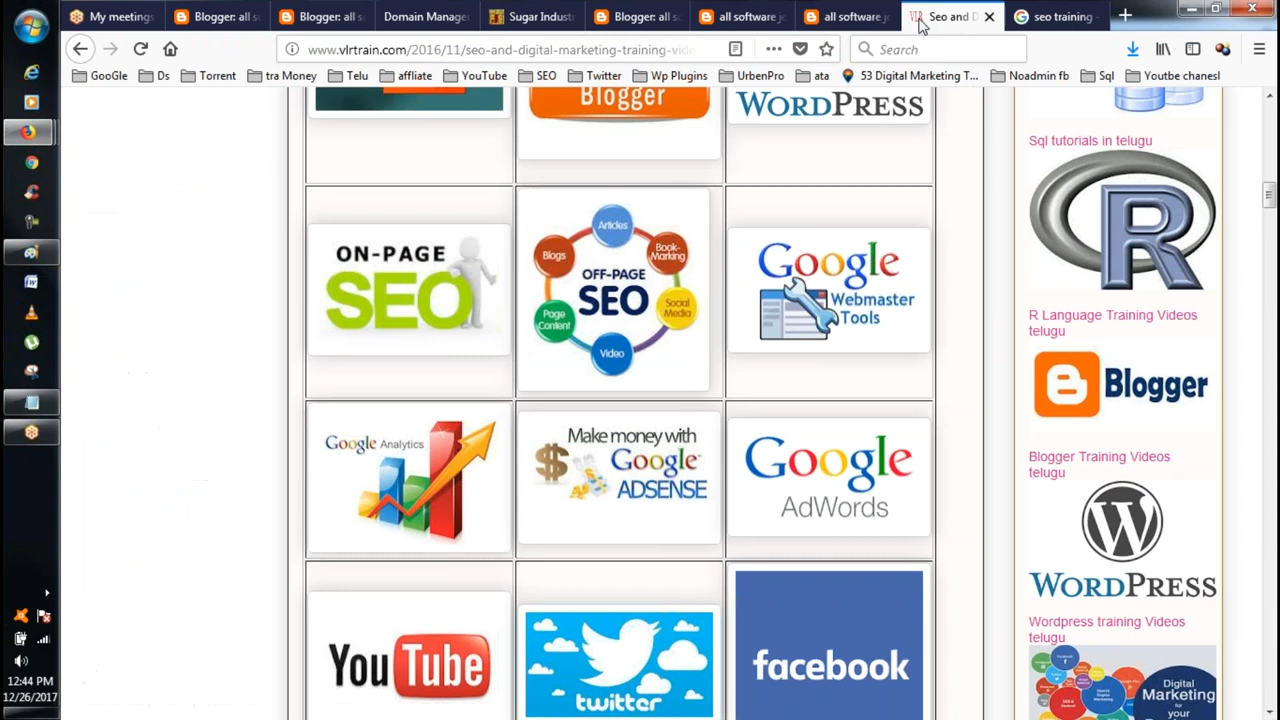 My meetings
Blogger: all s
Blogger: all s
Domain Manage
Sugar Indust
Blogger: all s
all software j
all software j
Seo and D
seo training -
www.vlrtrain.com/2016/11/seo-and-digital-marketing-training-vid
Search
GooGle
Ds
Torrent
tra Money
Telu
affliate
YouTube
SEO
Twitter
Wp Plugins
UrbenPro
ata
53 Digital Marketing T...
Noadmin fb
Sql
Youtbe chanesl
Blogger
WORDPRESS
ON-PAGE
SEO
Articles
Blogs
Book-
Marking
OFF-PAGE
SEO
Page
Content
Social
Media
Video
Google
Webmaster
Tools
Google Analytics
Make money with
Google
ADSENSE
Google
AdWords
YouTube
twitter
facebook
Sql tutorials in telugu
R
R Language Training Videos
telugu
Blogger
Blogger Training Videos
telugu
W
WORDPRESS
Wordpress training Videos
telugu
Digital
Marketing
for your
12:44 PM
12/26/2017